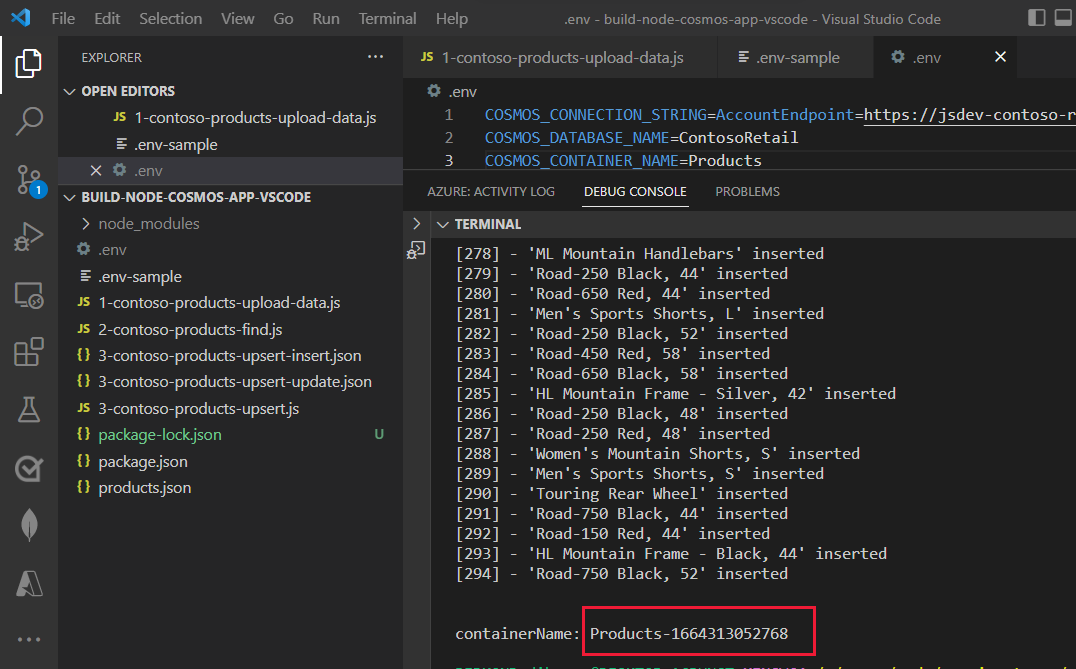 File Edit Selection View Go Run Terminal Help .env - build-node-cosmos-app-vscode - Visual Studio Code
EXPLORER ...
OPEN EDITORS
JS 1-contoso-products-upload-data.js
.env-sample
.env
BUILD-NODE-COSMOS-APP-VSCODE
node_modules
.env
.env-sample
JS 1-contoso-products-upload-data.js
JS 2-contoso-products-find.js
{} 3-contoso-products-upsert-insert.json
{} 3-contoso-products-upsert-update.json
JS 3-contoso-products-upsert.js
{} package-lock.json U
{} package.json
{} products.json
1
JS 1-contoso-products-upload-data.js .env-sample .env
.env
1 COSMOS_CONNECTION_STRING=AccountEndpoint=https://jsdev-contoso-r
2 COSMOS_DATABASE_NAME=ContosoRetail
3 COSMOS_CONTAINER_NAME=Products
AZURE: ACTIVITY LOG DEBUG CONSOLE PROBLEMS
TERMINAL
[278] - 'ML Mountain Handlebars' inserted
[279] - 'Road-250 Black, 44' inserted
[280] - 'Road-650 Red, 44' inserted
[281] - 'Men's Sports Shorts, L' inserted
[282] - 'Road-250 Black, 52' inserted
[283] - 'Road-450 Red, 58' inserted
[284] - 'Road-650 Black, 58' inserted
[285] - 'HL Mountain Frame - Silver, 42' inserted
[286] - 'Road-250 Black, 48' inserted
[287] - 'Road-250 Red, 48' inserted
[288] - 'Women's Mountain Shorts, S' inserted
[289] - 'Men's Sports Shorts, S' inserted
[290] - 'Touring Rear Wheel' inserted
[291] - 'Road-750 Black, 44' inserted
[292] - 'Road-150 Red, 44' inserted
[293] - 'HL Mountain Frame - Black, 44' inserted
[294] - 'Road-750 Black, 52' inserted
containerName: Products-1664313052768